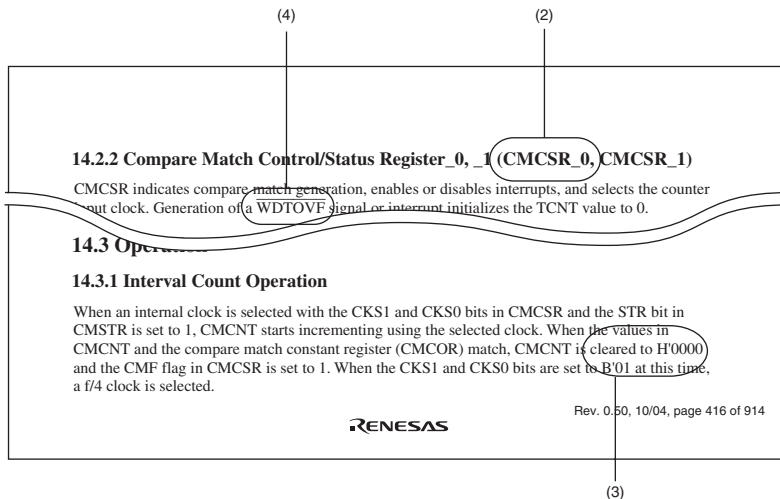 (4) (2)
14.2.2 Compare Match Control/Status Register_0, _1 (CMCSR_0, CMCSR_1)
CMCSR indicates compare match generation, enables or disables interrupts, and selects the counter
input clock. Generation of a WDTOVF signal or interrupt initializes the TCNT value to 0.
14.3 Operation
14.3.1 Interval Count Operation
When an internal clock is selected with the CKS1 and CKS0 bits in CMCSR and the STR bit in
CMSTR is set to 1, CMCNT starts incrementing using the selected clock. When the values in
CMCNT and the compare match constant register (CMCOR) match, CMCNT is cleared to H'0000
and the CMF flag in CMCSR is set to 1. When the CKS1 and CKS0 bits are set to B'01 at this time,
a f/4 clock is selected.
Rev. 0.50, 10/04, page 416 of 914
RENESAS
(3)